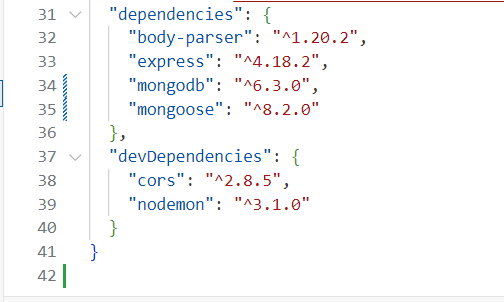 31 "dependencies": {
32 "body-parser": "^1.20.2",
33 "express": "^4.18.2",
34 "mongodb": "^6.3.0",
35 "mongoose": "^8.2.0"
36 },
37 "devDependencies": {
38 "cors": "^2.8.5",
39 "nodemon": "^3.1.0"
40 }
41 }
42